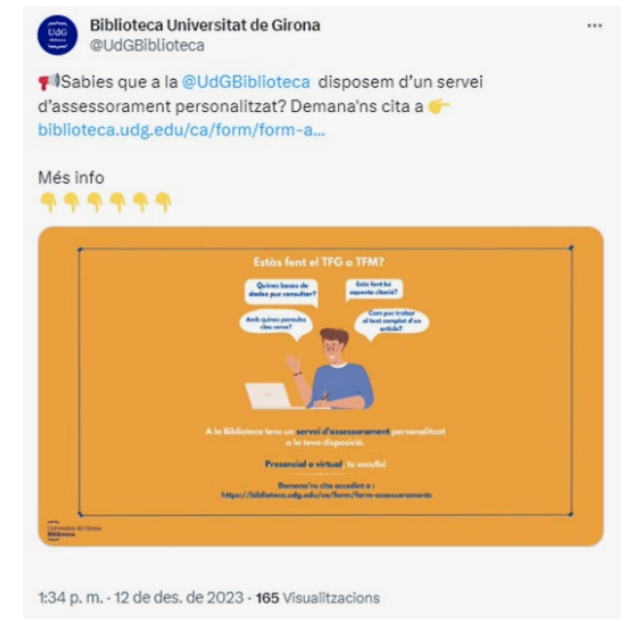 UdG
Biblioteca
Biblioteca Universitat de Girona
@UdGBiblioteca
Sabies que a la @UdGBiblioteca disposem d’un servei
d’assessorament personalitzat? Demana'ns cita a
biblioteca.udg.edu/ca/form/form-a...
Més info
Estàs fent el TFG o TFM?
Quines bases de
dades puc consultar?
Estic fent bé
aquesta citació?
Amb quines paraules
clau cerco?
Com puc trobar
el text complet d'un
article?
A la Biblioteca tens un servei d'assessorament personalitzat
a la teva disposició.
Presencial o virtual, tu esculls!
Demana'ns cita accedint a :
https://biblioteca.udg.edu/ca/form/form-assessoraments
Universitat de Girona
Biblioteca
1:34 p. m. · 12 de des. de 2023 · 165 Visualitzacions